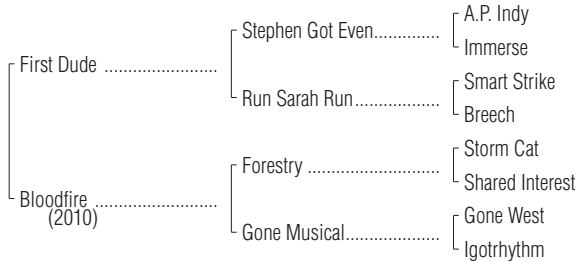 A.P. Indy
Stephen Got Even..............
Immerse
First Dude ........................
Smart Strike
Run Sarah Run..................
Breech
Storm Cat
Forestry ............................
Shared Interest
Bloodfire ..........................
(2010)
Gone West
Gone Musical....................
Igotrhythm